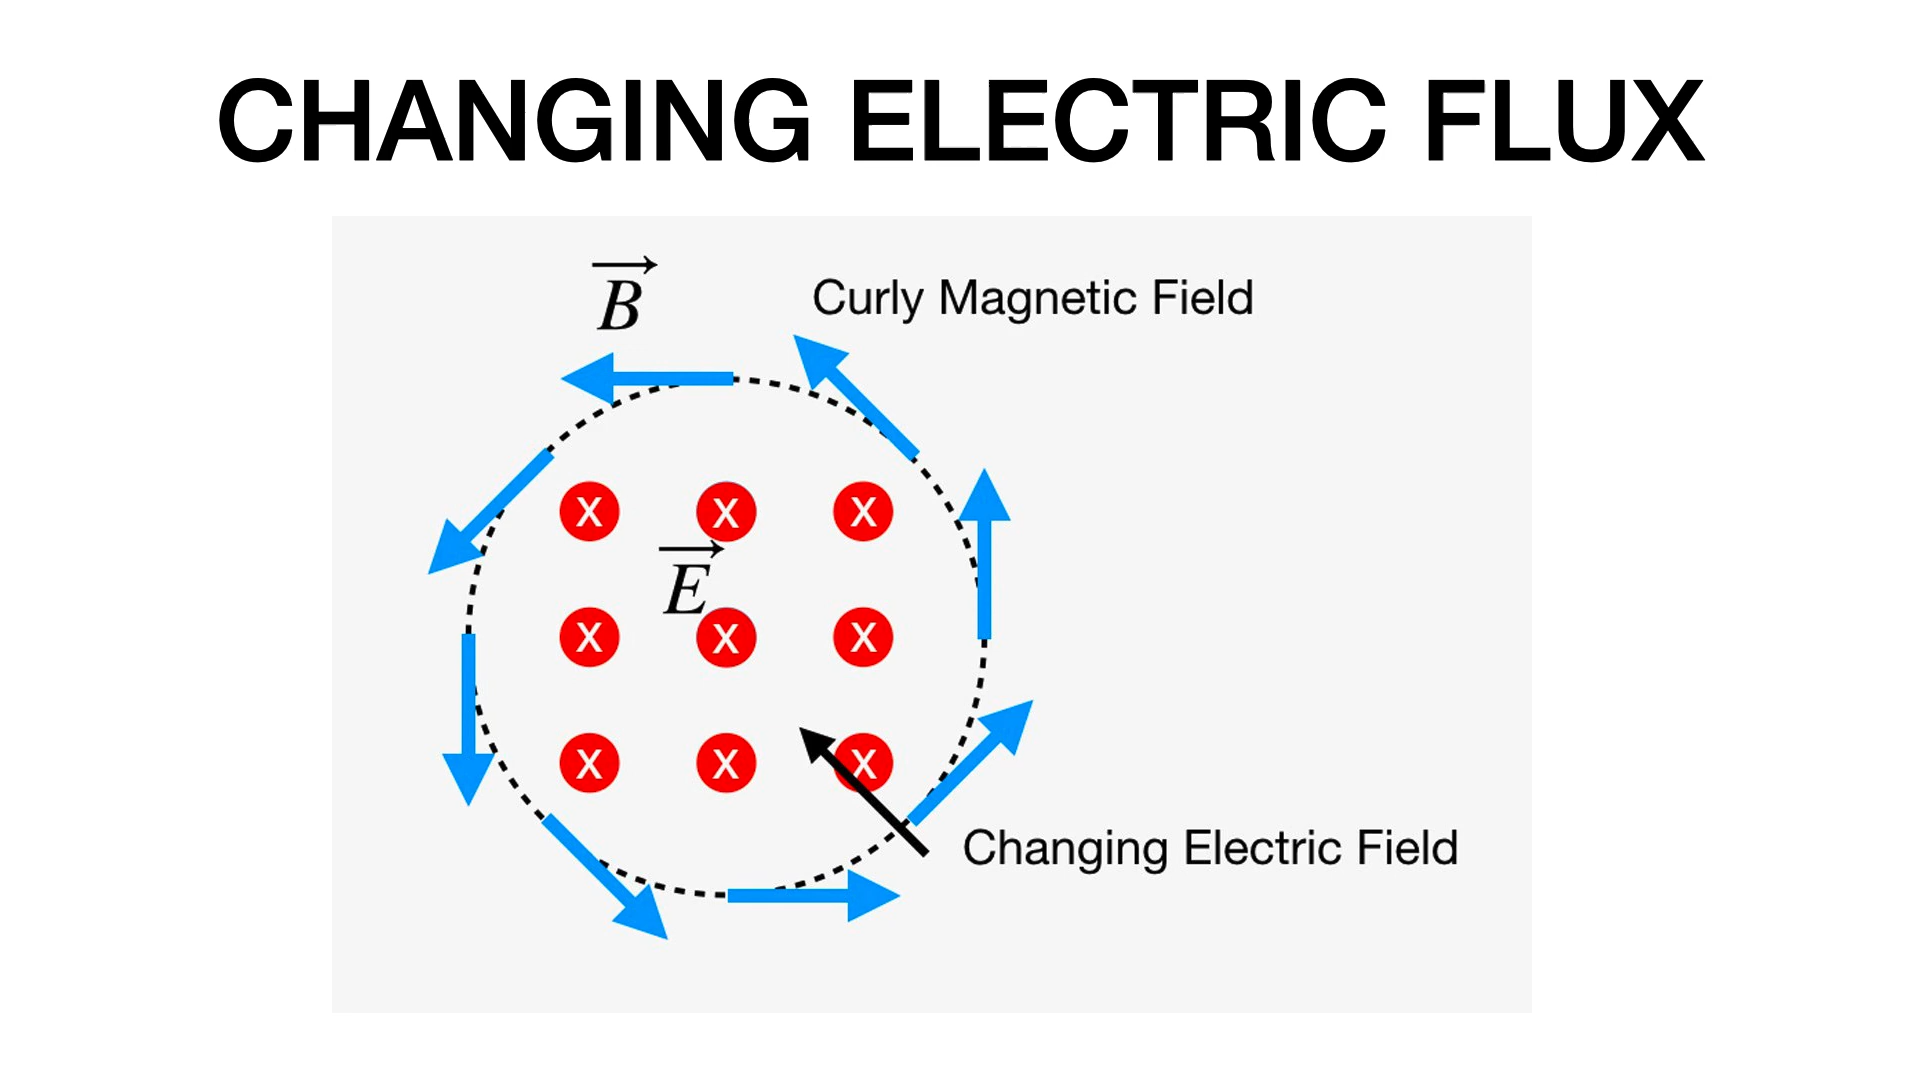 CHANGING ELECTRIC FLUX
B
Curly Magnetic Field
X X X
E
X X X
X X X
Changing Electric Field